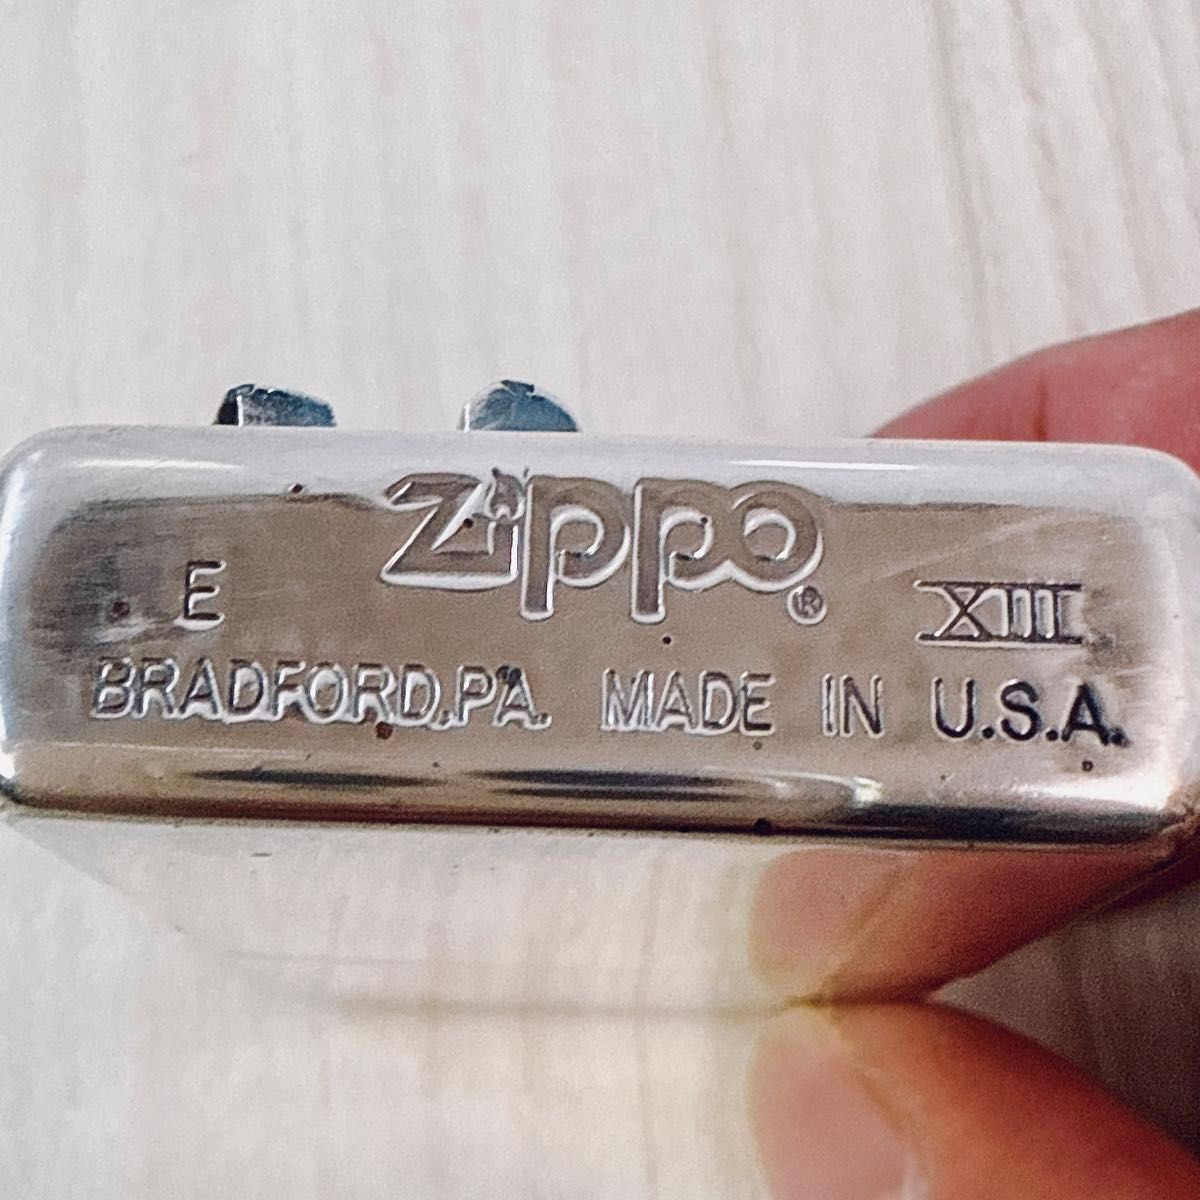 Zippo®
E XIII
BRADFORD,PA. MADE IN U.S.A.